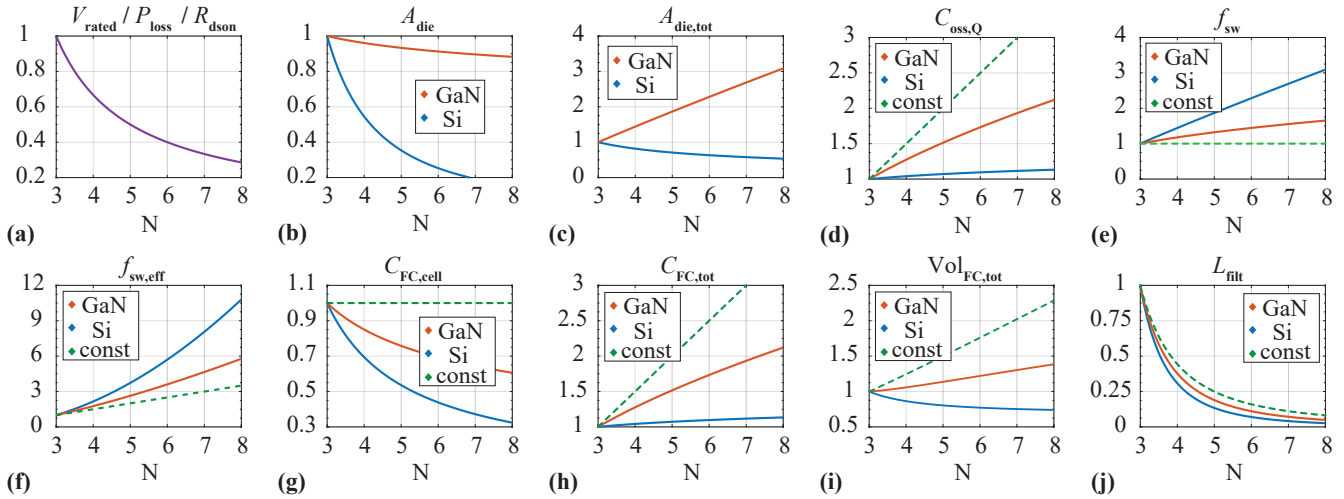 V_rated / P_loss / R_dson
1
0.8
0.6
0.4
0.2
3 4 5 6 7 8
N
(a)
A_die
1
0.8
0.6
0.4
0.2
GaN
Si
3 4 5 6 7 8
N
(b)
A_die,tot
4
3
2
1
0
GaN
Si
3 4 5 6 7 8
N
(c)
C_oss,Q
3
2.5
2
1.5
1
GaN
Si
const
3 4 5 6 7 8
N
(d)
f_sw
4
3
2
1
0
GaN
Si
const
3 4 5 6 7 8
N
(e)
f_sw,eff
12
9
6
3
0
GaN
Si
const
3 4 5 6 7 8
N
(f)
C_FC,cell
1.1
0.9
0.7
0.5
0.3
GaN
Si
const
3 4 5 6 7 8
N
(g)
C_FC,tot
3
2.5
2
1.5
1
GaN
Si
const
3 4 5 6 7 8
N
(h)
Vol_FC,tot
2.5
2
1.5
1
0.5
GaN
Si
const
3 4 5 6 7 8
N
(i)
L_filt
1
0.75
0.5
0.25
0
GaN
Si
const
3 4 5 6 7 8
N
(j)